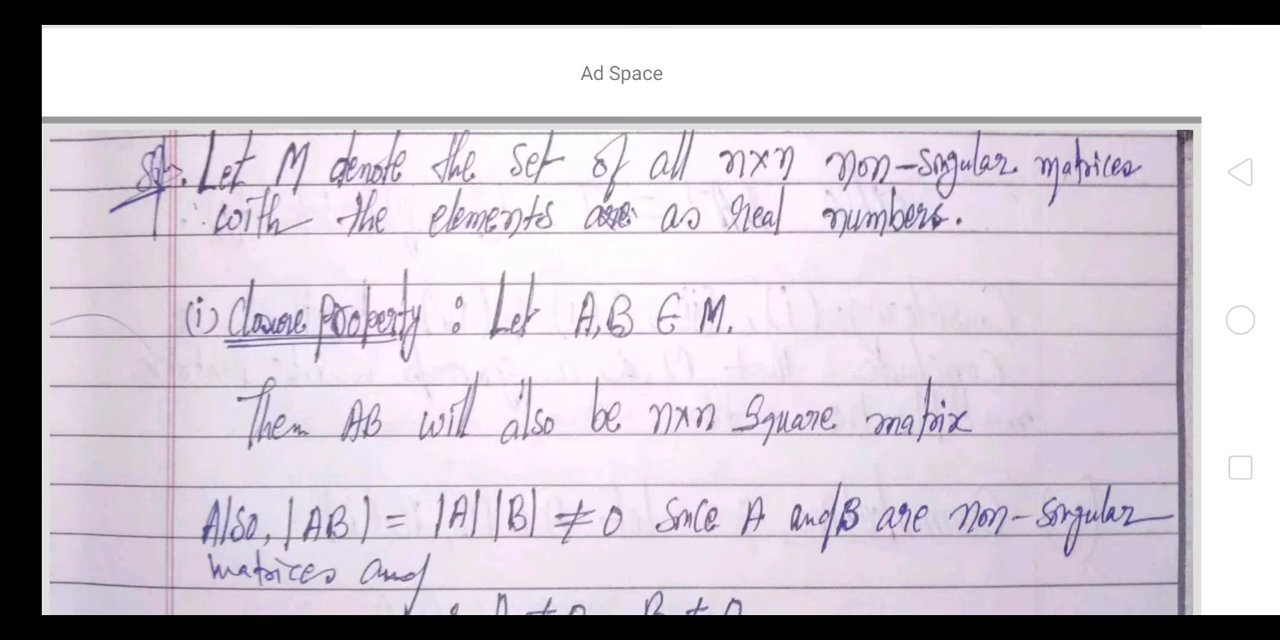 Ad Space
Sol:. Let M denote the set of all n×n non-singular matrices
with the elements as real numbers.
(i) Closure Property : Let A,B ∈ M.
Then AB will also be n×n Square matrix
Also, |AB| = |A| |B| ≠ 0 Since A and B are non-singular
matrices and
A ≠ 0, B ≠ 0